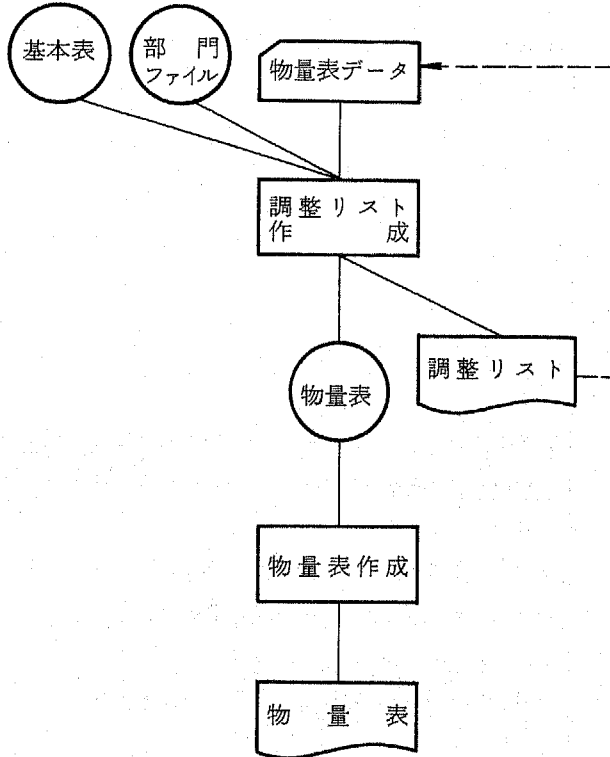 基本表
部門
ファイル
物量表データ
調整リスト
作成
物量表
調整リスト
物量表作成
物量表